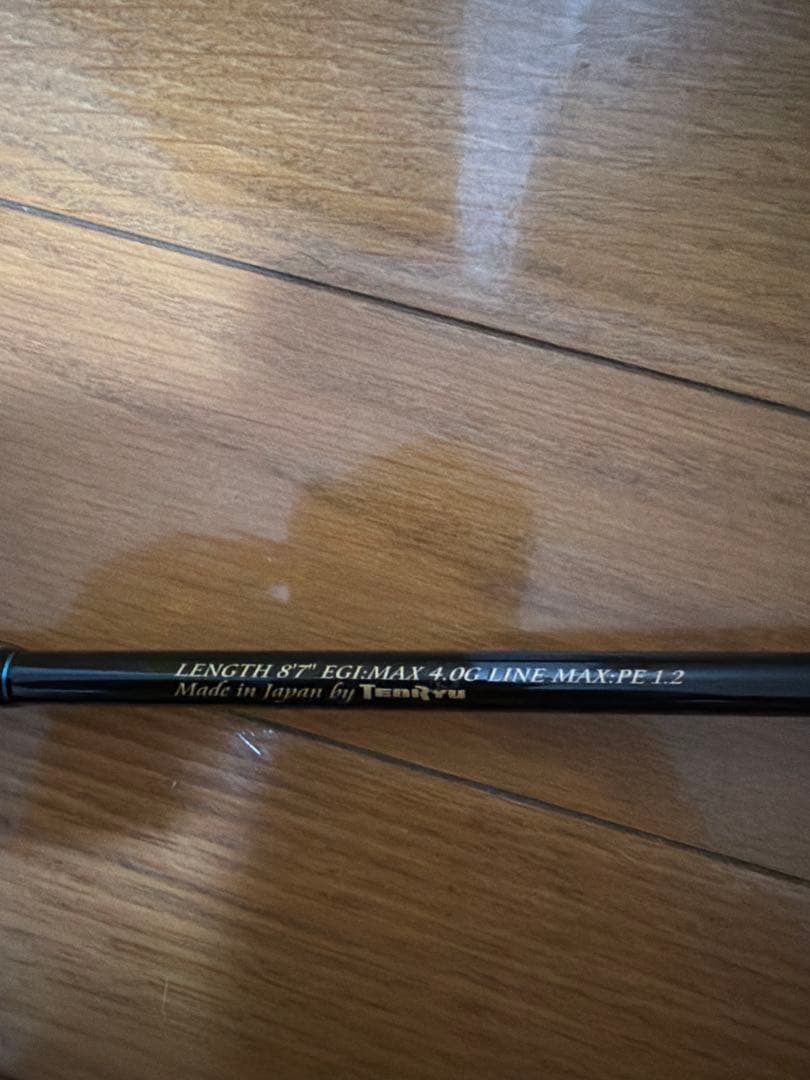 LENGTH 8'7" EGI:MAX 4.0G LINE MAX:PE 1.2
Made in Japan by TENRYU